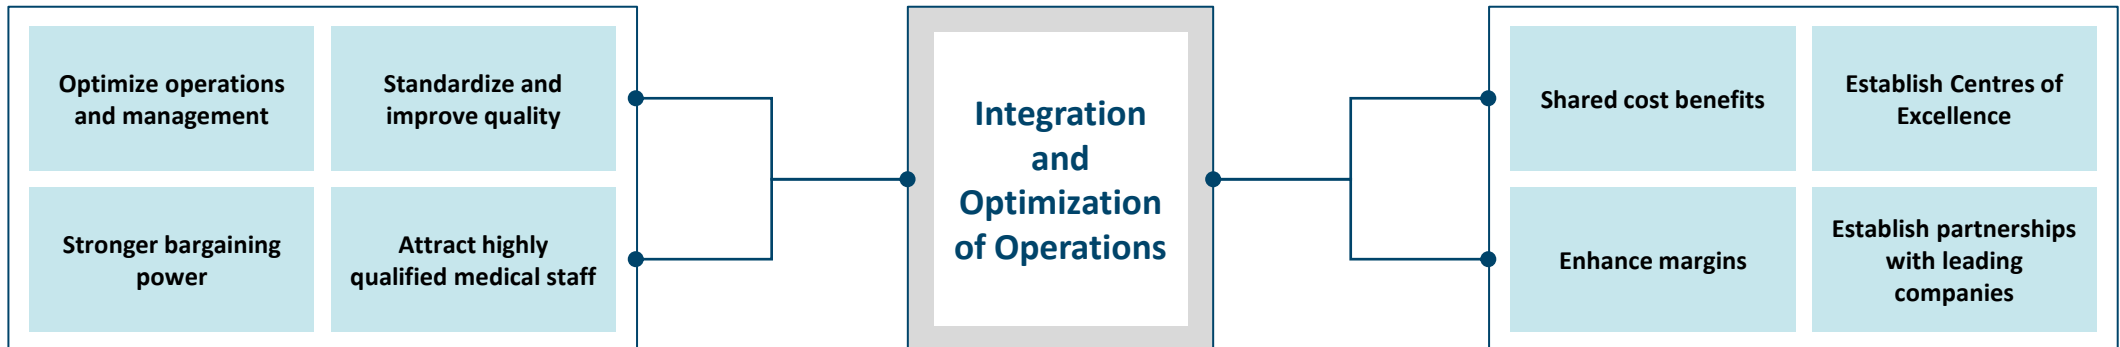 Optimize operations
and management
Standardize and
improve quality
Stronger bargaining
power
Attract highly
qualified medical staff
Integration
and
Optimization
of Operations
Shared cost benefits
Establish Centres of
Excellence
Enhance margins
Establish partnerships
with leading
companies